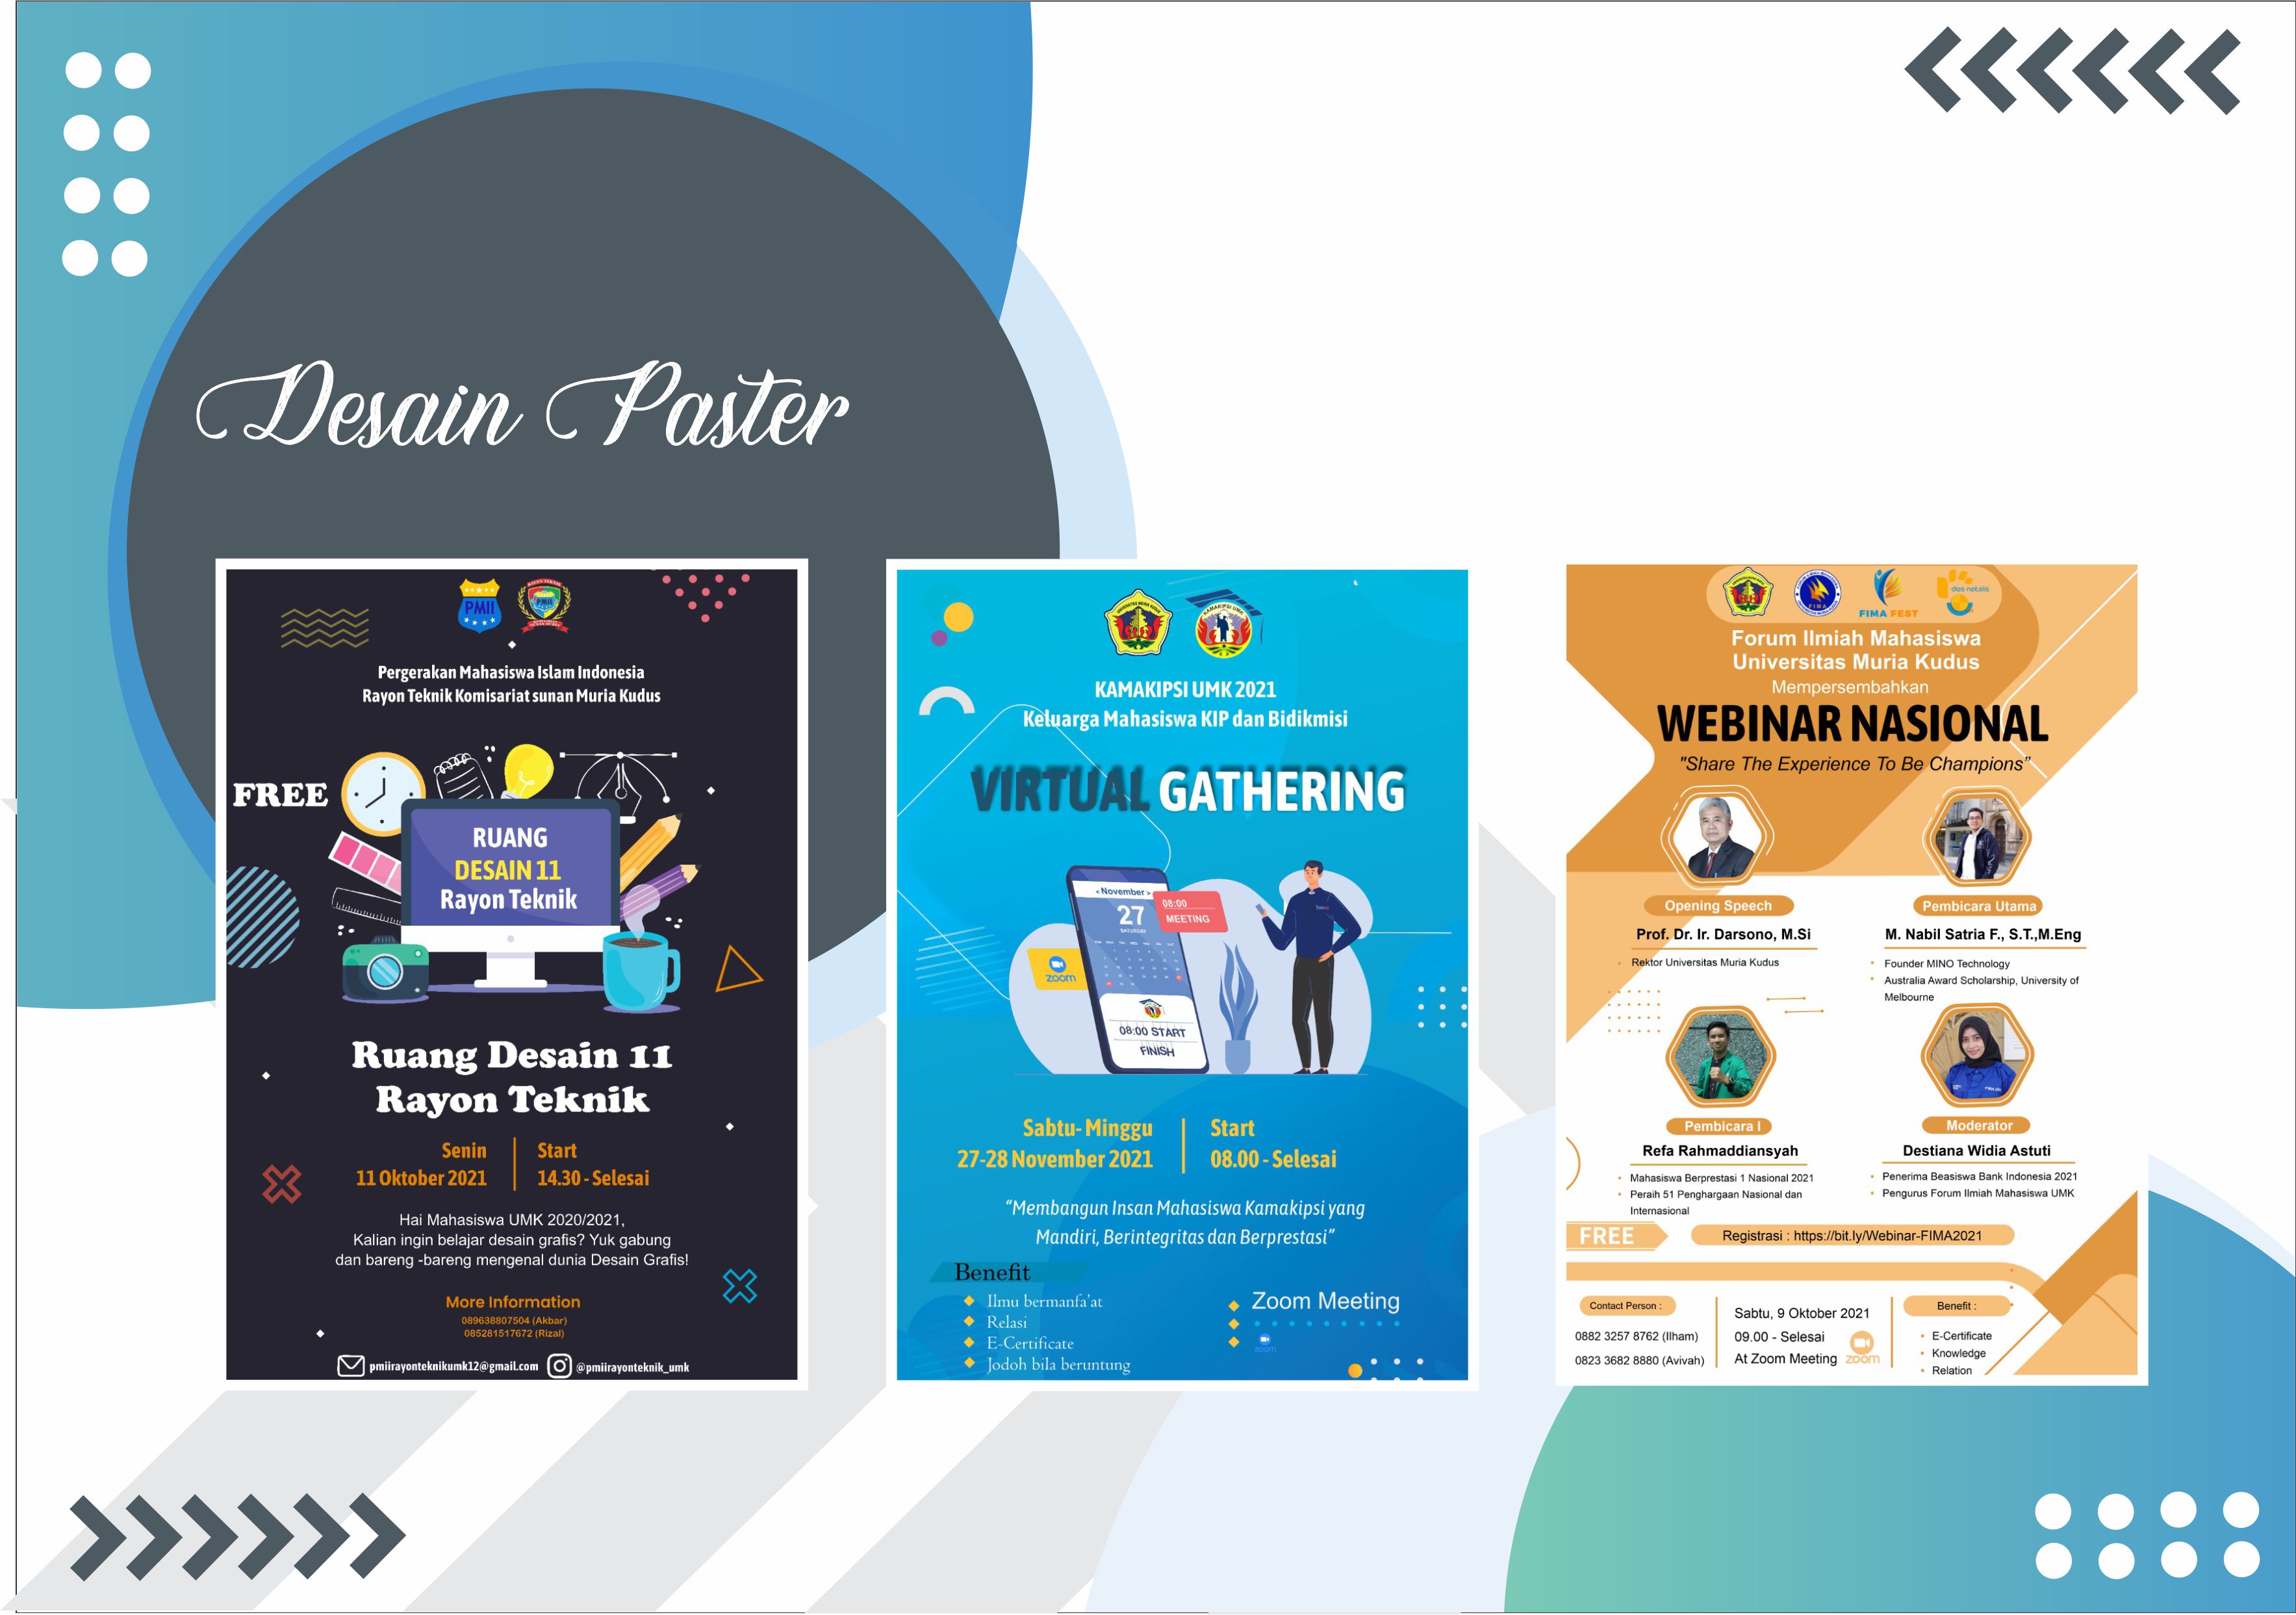 Desain Paster
PMII
PMII
Pergerakan Mahasiswa Islam Indonesia
Rayon Teknik Komisariat sunan Muria Kudus
FREE
RUANG
DESAIN 11
Rayon Teknik
Ruang Desain 11
Rayon Teknik
Senin
11 Oktober 2021
Start
14.30 - Selesai
Hai Mahasiswa UMK 2020/2021,
Kalian ingin belajar desain grafis? Yuk gabung
dan bareng -bareng mengenal dunia Desain Grafis!
More Information
089638807504 (Akbar)
085281517672 (Rizal)
pmiirayonteknikumk12@gmail.com
@pmiirayonteknik_umk
KAMAKIPSI UMK
KAMAKIPSI UMK 2021
Keluarga Mahasiswa KIP dan Bidikmisi
VIRTUAL GATHERING
< November >
27
SATURDAY
08:00
MEETING
zoom
08:00 START
FINISH
Sabtu- Minggu
27-28 November 2021
Start
08.00 - Selesai
“Membangun Insan Mahasiswa Kamakipsi yang
Mandiri, Berintegritas dan Berprestasi”
Benefit
Ilmu bermanfa'at
Relasi
E-Certificate
Jodoh bila beruntung
Zoom Meeting
zoom
FIMA
FIMA FEST
Forum Ilmiah Mahasiswa
Universitas Muria Kudus
Mempersembahkan
WEBINAR NASIONAL
"Share The Experience To Be Champions”
Opening Speech
Prof. Dr. Ir. Darsono, M.Si
Rektor Universitas Muria Kudus
Pembicara Utama
M. Nabil Satria F., S.T.,M.Eng
Founder MINO Technology
Australia Award Scholarship, University of
Melbourne
Pembicara I
Refa Rahmaddiansyah
Mahasiswa Berprestasi 1 Nasional 2021
Peraih 51 Penghargaan Nasional dan
Internasional
Moderator
Destiana Widia Astuti
Penerima Beasiswa Bank Indonesia 2021
Pengurus Forum Ilmiah Mahasiswa UMK
FREE
Registrasi : https://bit.ly/Webinar-FIMA2021
Contact Person :
0882 3257 8762 (Ilham)
0823 3682 8880 (Avivah)
Sabtu, 9 Oktober 2021
09.00 - Selesai
At Zoom Meeting
zoom
Benefit :
E-Certificate
Knowledge
Relation